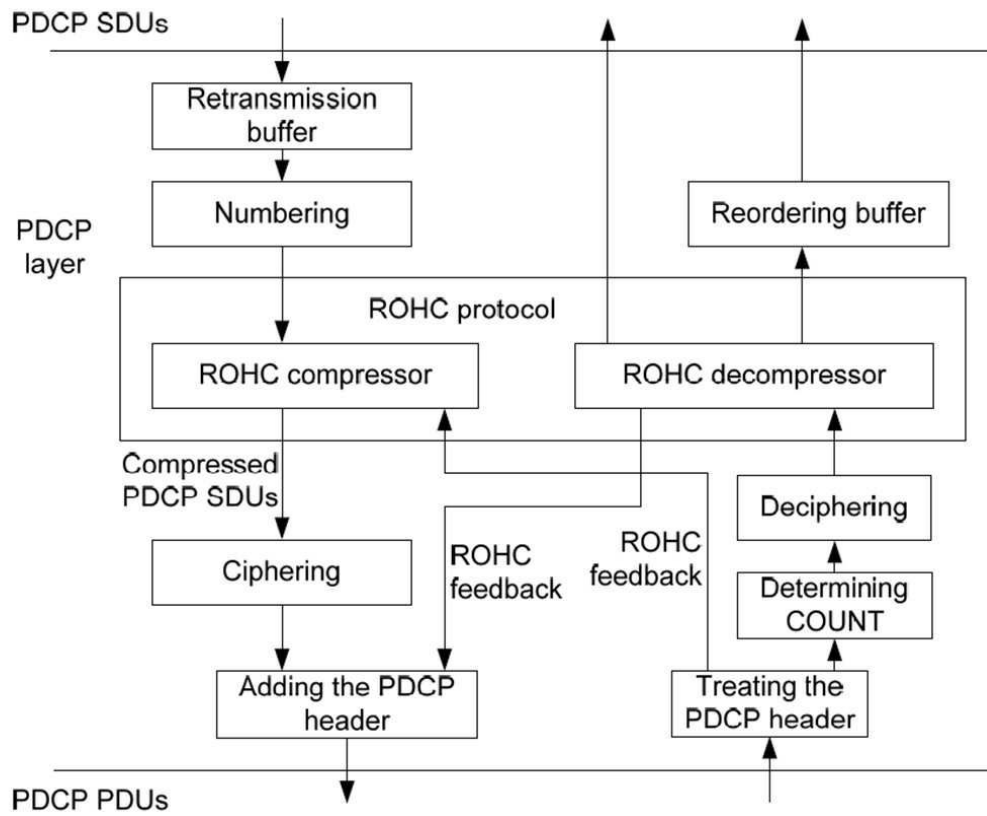 PDCP SDUs
Retransmission
buffer
Numbering
Reordering buffer
PDCP
layer
ROHC protocol
ROHC compressor
ROHC decompressor
Compressed
PDCP SDUs
Deciphering
Ciphering
ROHC
feedback
ROHC
feedback
Determining
COUNT
Adding the PDCP
header
Treating the
PDCP header
PDCP PDUs